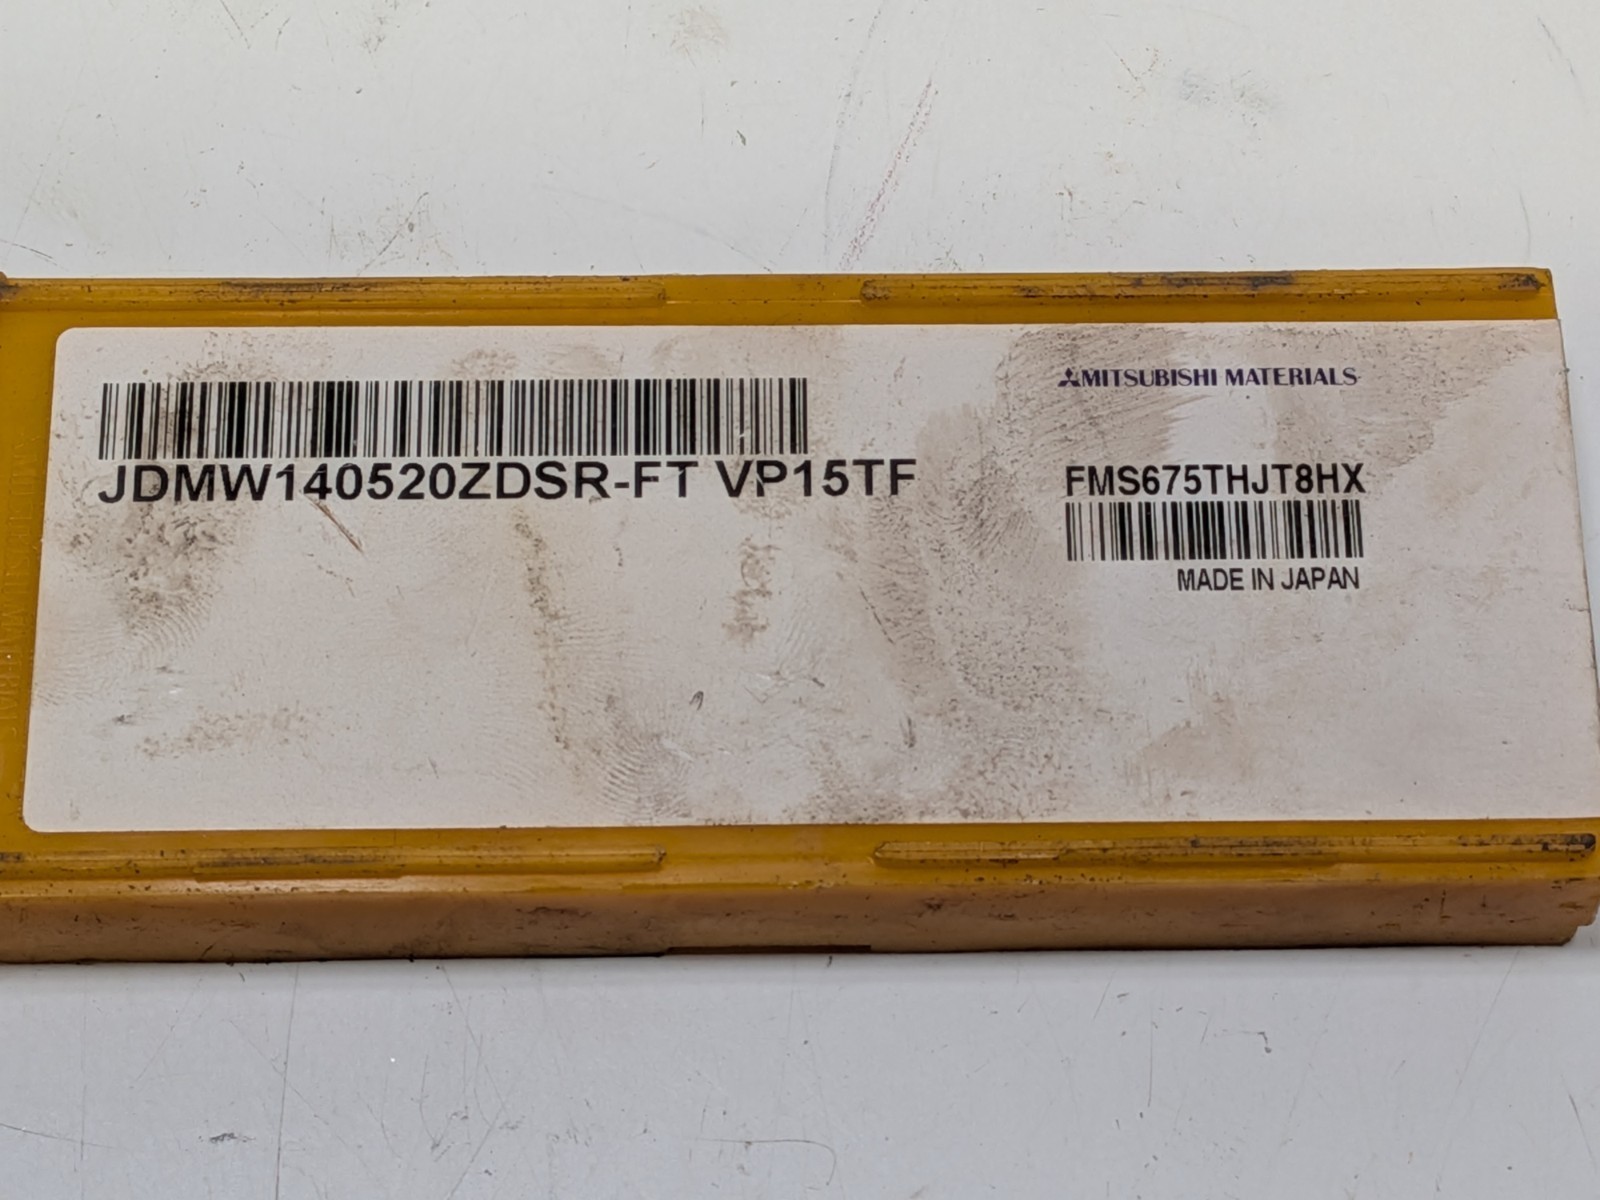 MITSUBISHI MATERIALS
JDMW140520ZDSR-FT VP15TF
FMS675THJT8HX
MADE IN JAPAN